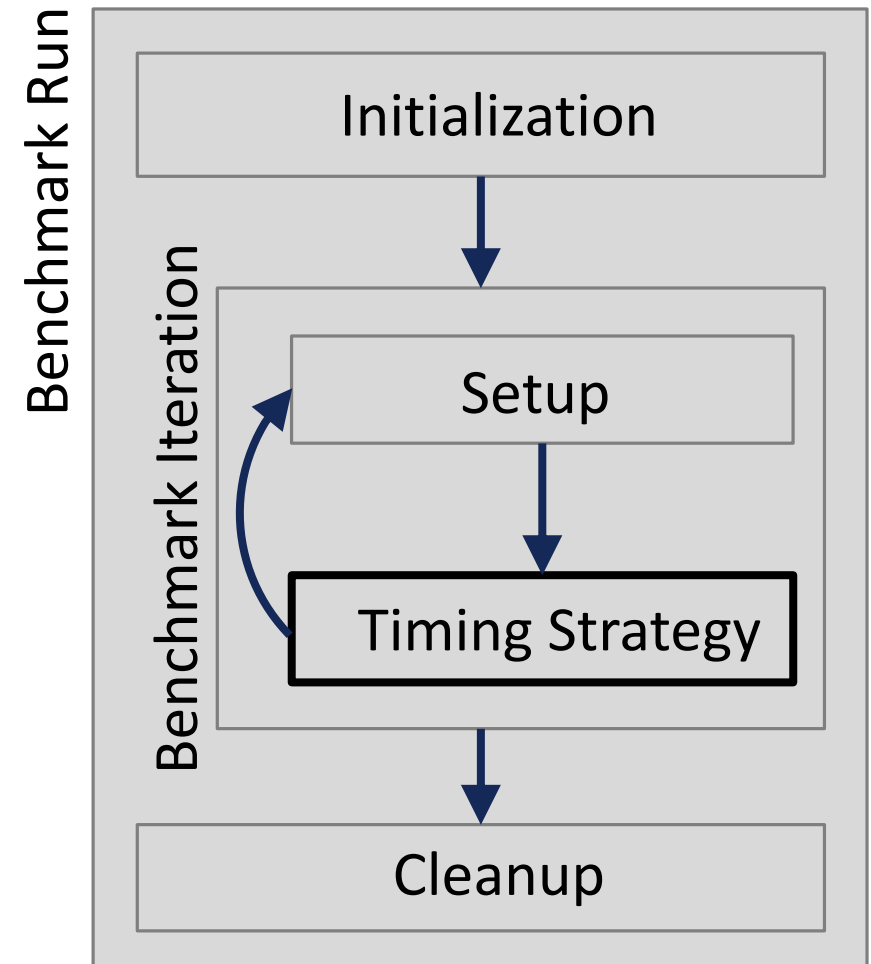 Benchmark Run
Initialization
Benchmark Iteration
Setup
Timing Strategy
Cleanup